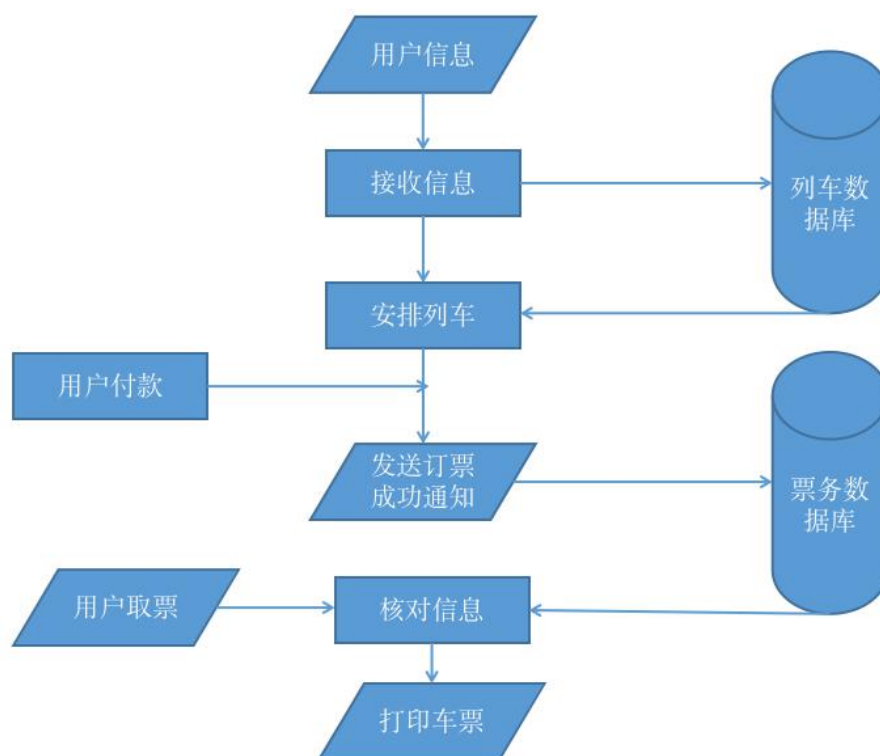 用户信息
接收信息
列车数
据库
安排列车
用户付款
发送订票
成功通知
票务数
据库
用户取票
核对信息
打印车票